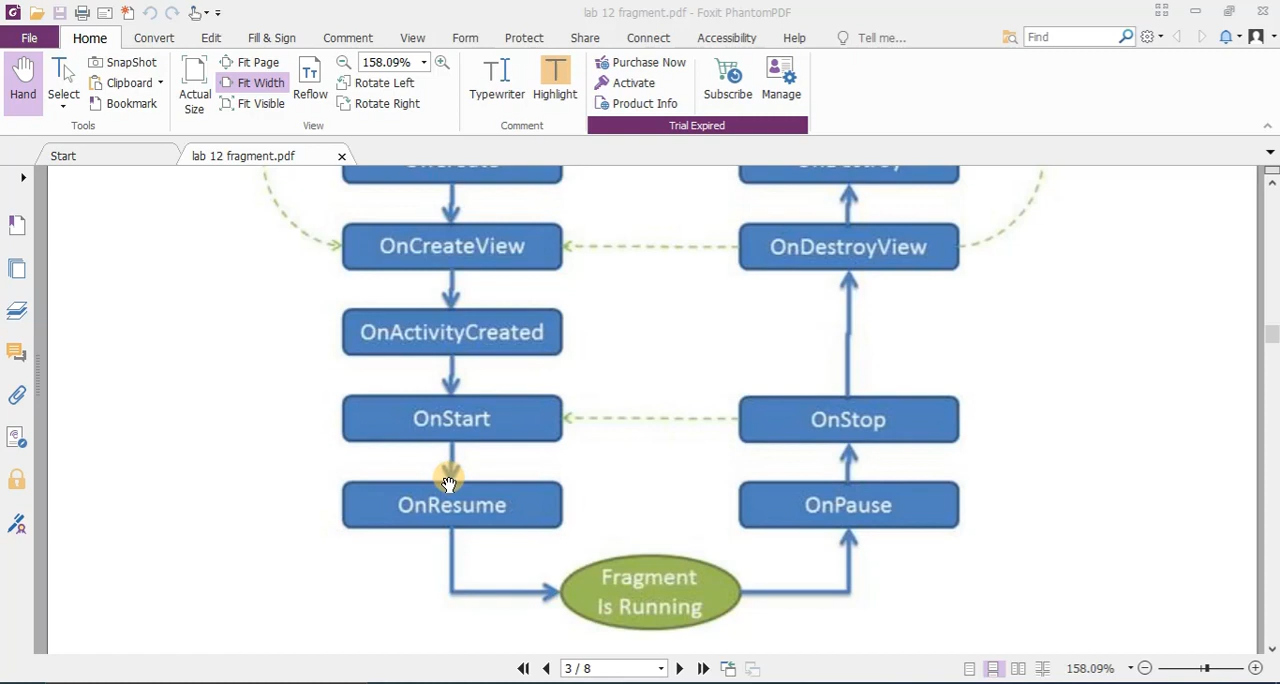 lab 12 fragment.pdf - Foxit PhantomPDF
File Home Convert Edit Fill & Sign Comment View Form Protect Share Connect Accessibility Help Tell me... Find
Hand
Select
SnapShot
Clipboard
Bookmark
Tools
Actual
Size
Fit Page
Fit Width
Fit Visible
Reflow
158.09%
Rotate Left
Rotate Right
View
Typewriter
Highlight
Comment
Purchase Now
Activate
Product Info
Subscribe
Manage
Trial Expired
Start
lab 12 fragment.pdf
OnCreate
OnDestroy
OnCreateView
OnDestroyView
OnActivityCreated
OnStart
OnStop
OnResume
OnPause
Fragment
Is Running
3 / 8
158.09%